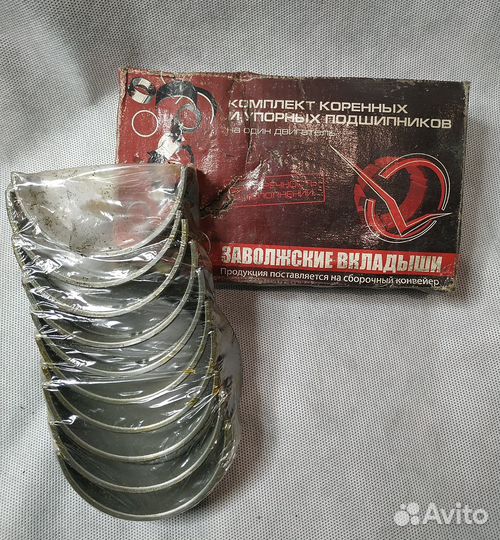 КОМПЛЕКТ КОРЕННЫХ
И УПОРНЫХ ПОДШИПНИКОВ
на один двигатель
ЗАВОЛЖСКИЕ ВКЛАДЫШИ
Продукция поставляется на сборочный конвейер
Avito